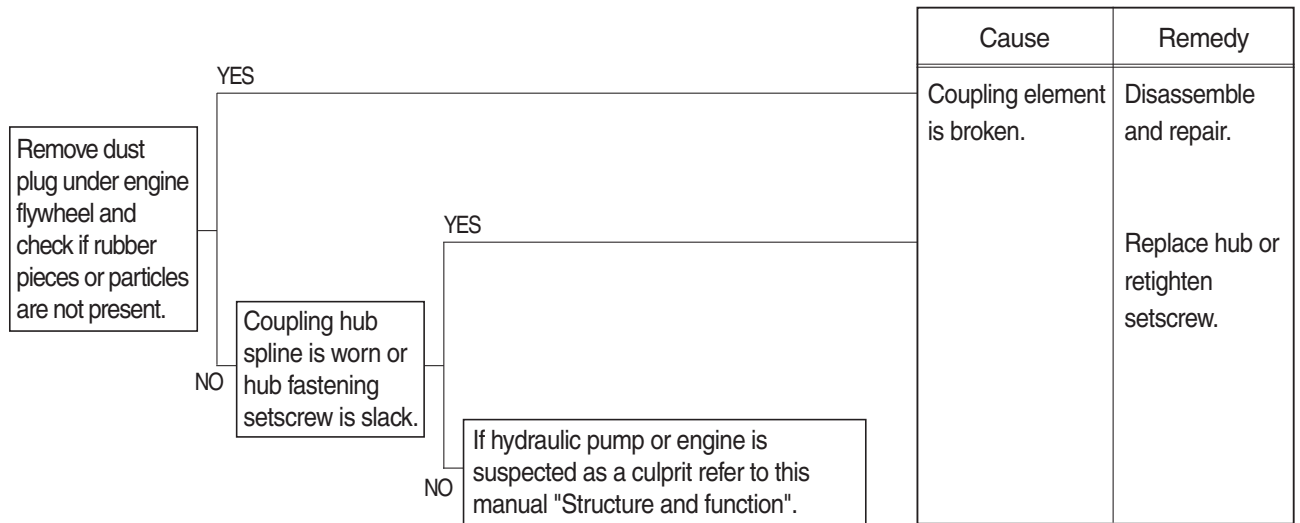 Cause
Remedy
YES
Coupling element
is broken.
Disassemble
and repair.
Remove dust
plug under engine
flywheel and
check if rubber
pieces or particles
are not present.
YES
Replace hub or
retighten
setscrew.
NO
Coupling hub
spline is worn or
hub fastening
setscrew is slack.
NO
If hydraulic pump or engine is
suspected as a culprit refer to this
manual "Structure and function".